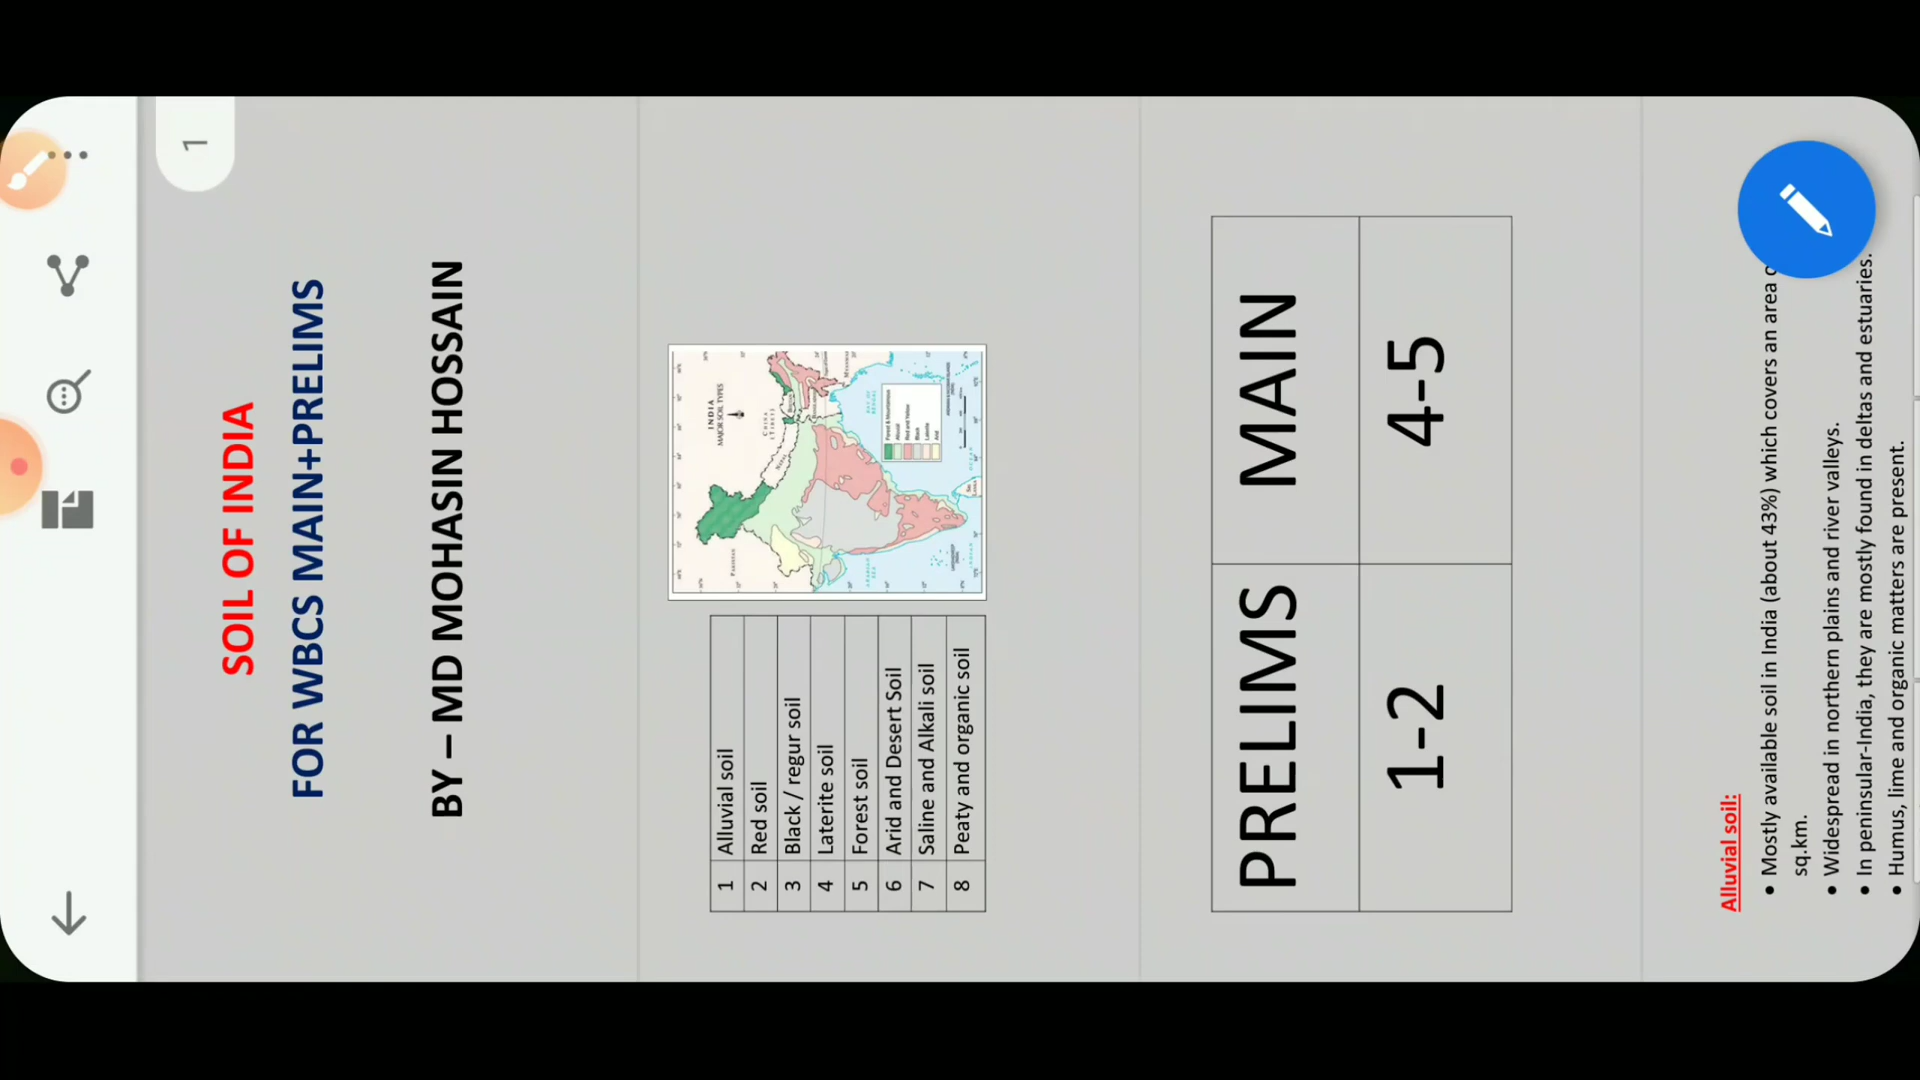 1
SOIL OF INDIA
FOR WBCS MAIN+PRELIMS
BY – MD MOHASIN HOSSAIN
1 Alluvial soil
2 Red soil
3 Black / regur soil
4 Laterite soil
5 Forest soil
6 Arid and Desert Soil
7 Saline and Alkali soil
8 Peaty and organic soil
INDIA
MAJOR SOIL TYPES
PRELIMS MAIN
1-2 4-5
Alluvial soil:
• Mostly available soil in India (about 43%) which covers an area
sq.km.
• Widespread in northern plains and river valleys.
• In peninsular-India, they are mostly found in deltas and estuaries.
• Humus, lime and organic matters are present.